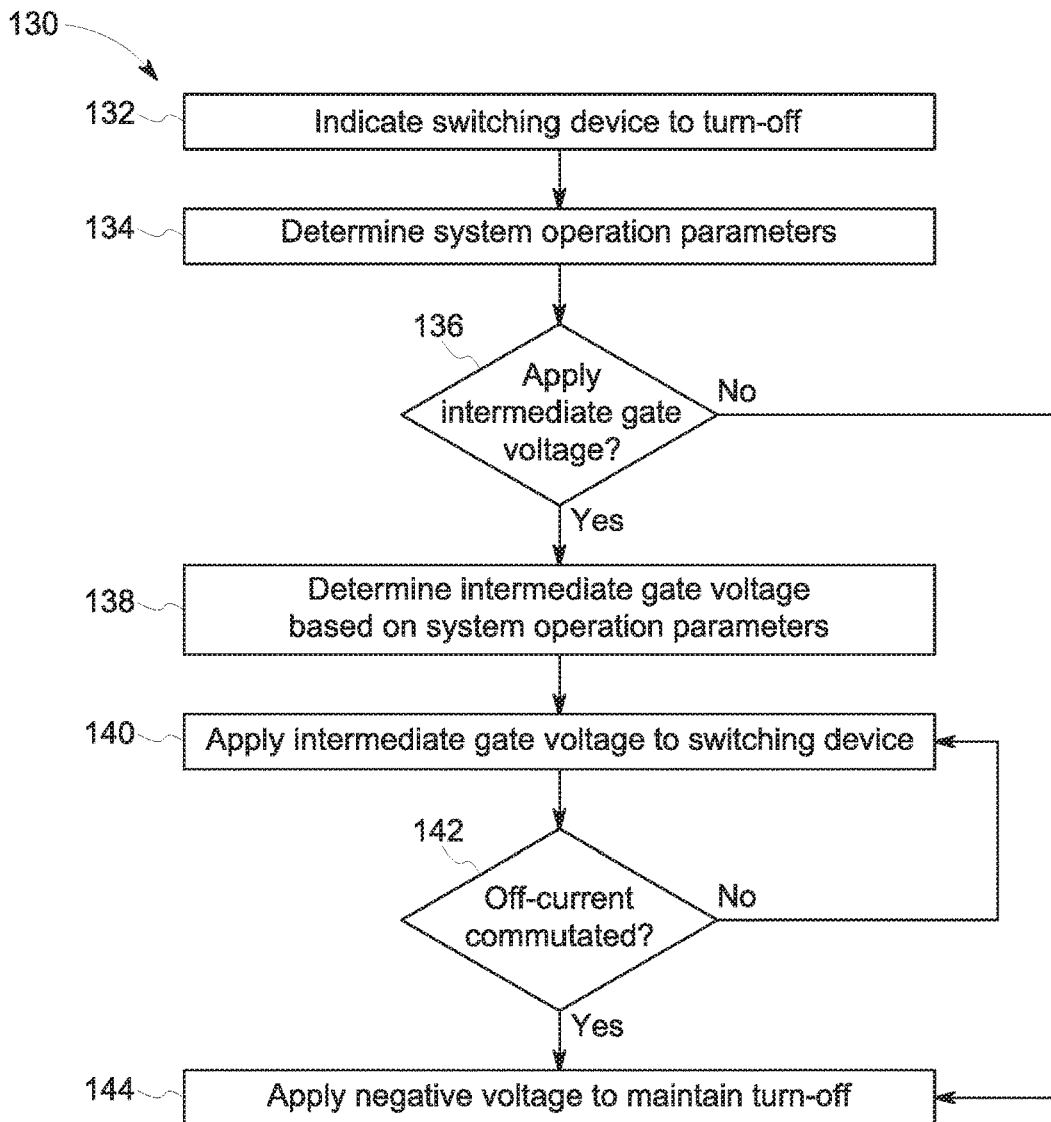 130
132
Indicate switching device to turn-off
134
Determine system operation parameters
136
Apply
intermediate gate
voltage?
No
Yes
138
Determine intermediate gate voltage
based on system operation parameters
140
Apply intermediate gate voltage to switching device
142
Off-current
commutated?
No
Yes
144
Apply negative voltage to maintain turn-off